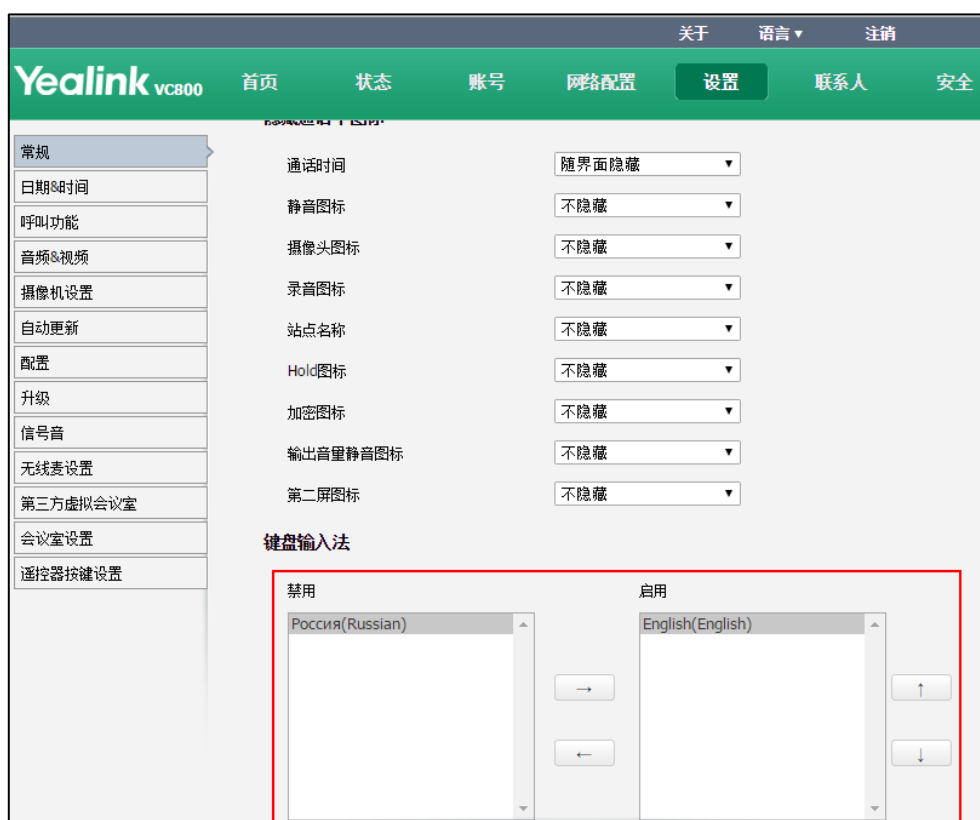 关于 语言▼ 注销
Yealink VC800 首页 状态 账号 网络配置 设置 联系人 安全
隐藏通话中图标
常规
日期&时间
呼叫功能
音频&视频
摄像机设置
自动更新
配置
升级
信号音
无线麦设置
第三方虚拟会议室
会议室设置
遥控器按键设置
通话时间 随界面隐藏
静音图标 不隐藏
摄像头图标 不隐藏
录音图标 不隐藏
站点名称 不隐藏
Hold图标 不隐藏
加密图标 不隐藏
输出音量静音图标 不隐藏
第二屏图标 不隐藏
键盘输入法
禁用 启用
Россия(Russian) English(English)
→ ↑
← ↓